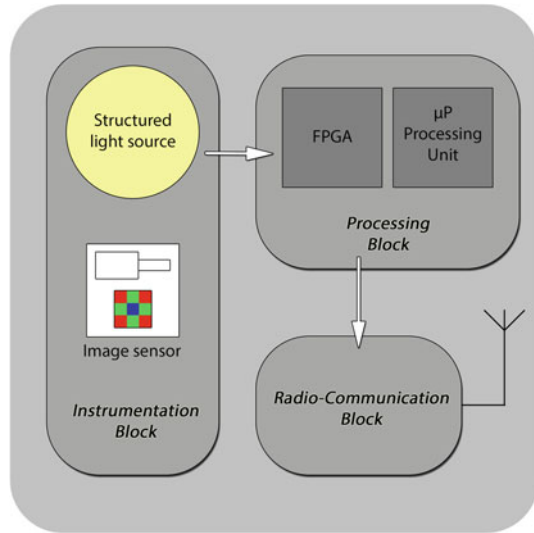 Structured
light source
Image sensor
Instrumentation
Block
FPGA
µP
Processing
Unit
Processing
Block
Radio-Communication
Block